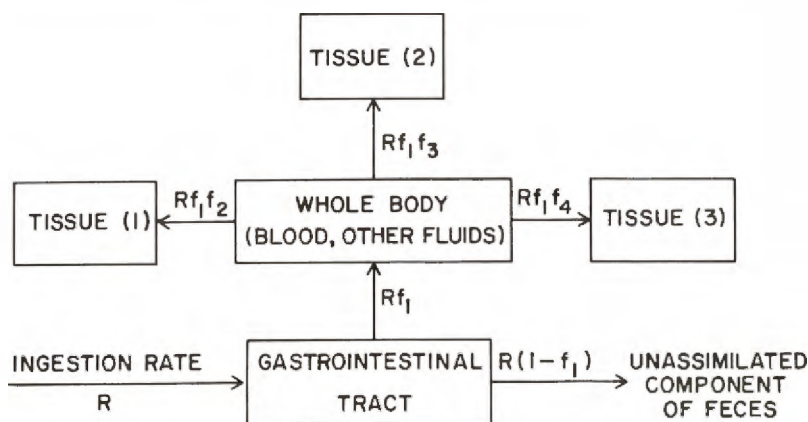 TISSUE (2)
Rf₁f₃
TISSUE (1)
Rf₁f₂
WHOLE BODY
(BLOOD, OTHER FLUIDS)
Rf₁f₄
TISSUE (3)
Rf₁
INGESTION RATE
R
GASTROINTESTINAL
TRACT
R(1-f₁)
UNASSIMILATED
COMPONENT
OF FECES